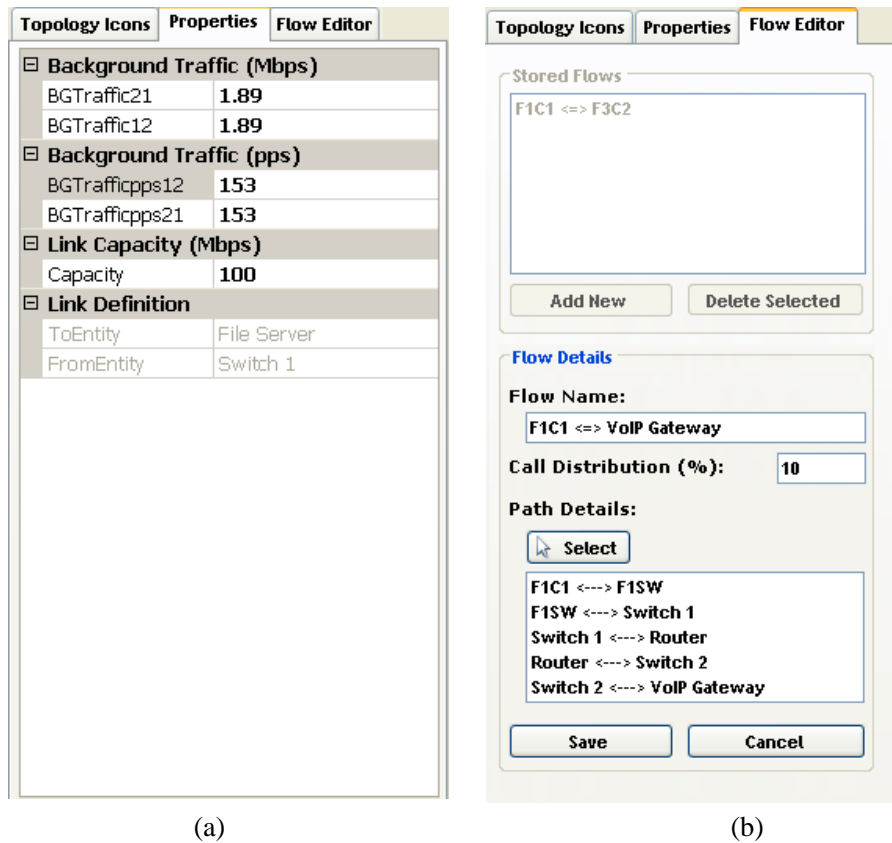 Topology Icons Properties Flow Editor
Background Traffic (Mbps)
BGTraffic21 1.89
BGTraffic12 1.89
Background Traffic (pps)
BGTrafficpps12 153
BGTrafficpps21 153
Link Capacity (Mbps)
Capacity 100
Link Definition
ToEntity File Server
FromEntity Switch 1
(a)
Topology Icons Properties Flow Editor
Stored Flows
F1C1 <=> F3C2
Add New Delete Selected
Flow Details
Flow Name:
F1C1 <=> VoIP Gateway
Call Distribution (%): 10
Path Details:
Select
F1C1 <---> F1SW
F1SW <---> Switch 1
Switch 1 <---> Router
Router <---> Switch 2
Switch 2 <---> VoIP Gateway
Save Cancel
(b)